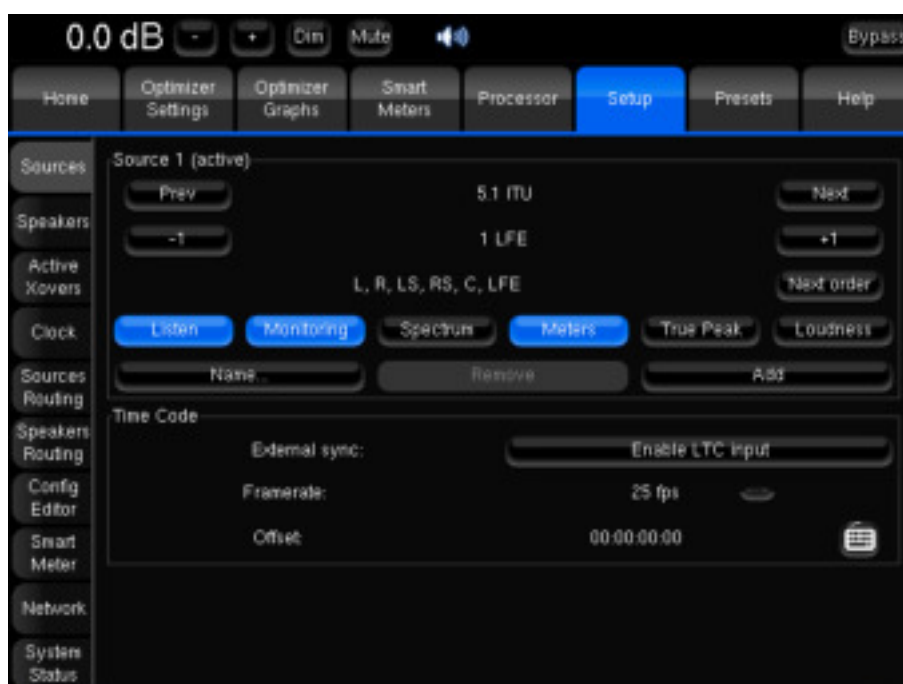 0.0 dB - + Dim Mute Bypass
Home Optimizer Settings Optimizer Graphs Smart Meters Processor Setup Presets Help
Sources
Speakers
Active Xovers
Clock
Sources Routing
Speakers Routing
Config Editor
Smart Meter
Network
System Status
Source 1 (active)
Prev 5.1 ITU Next
-1 1 LFE +1
L, R, LS, RS, C, LFE Next order
Listen Monitoring Spectrum Meters True Peak Loudness
Name... Remove Add
Time Code
External sync: Enable LTC input
Framerate: 25 fps
Offset: 00:00:00:00